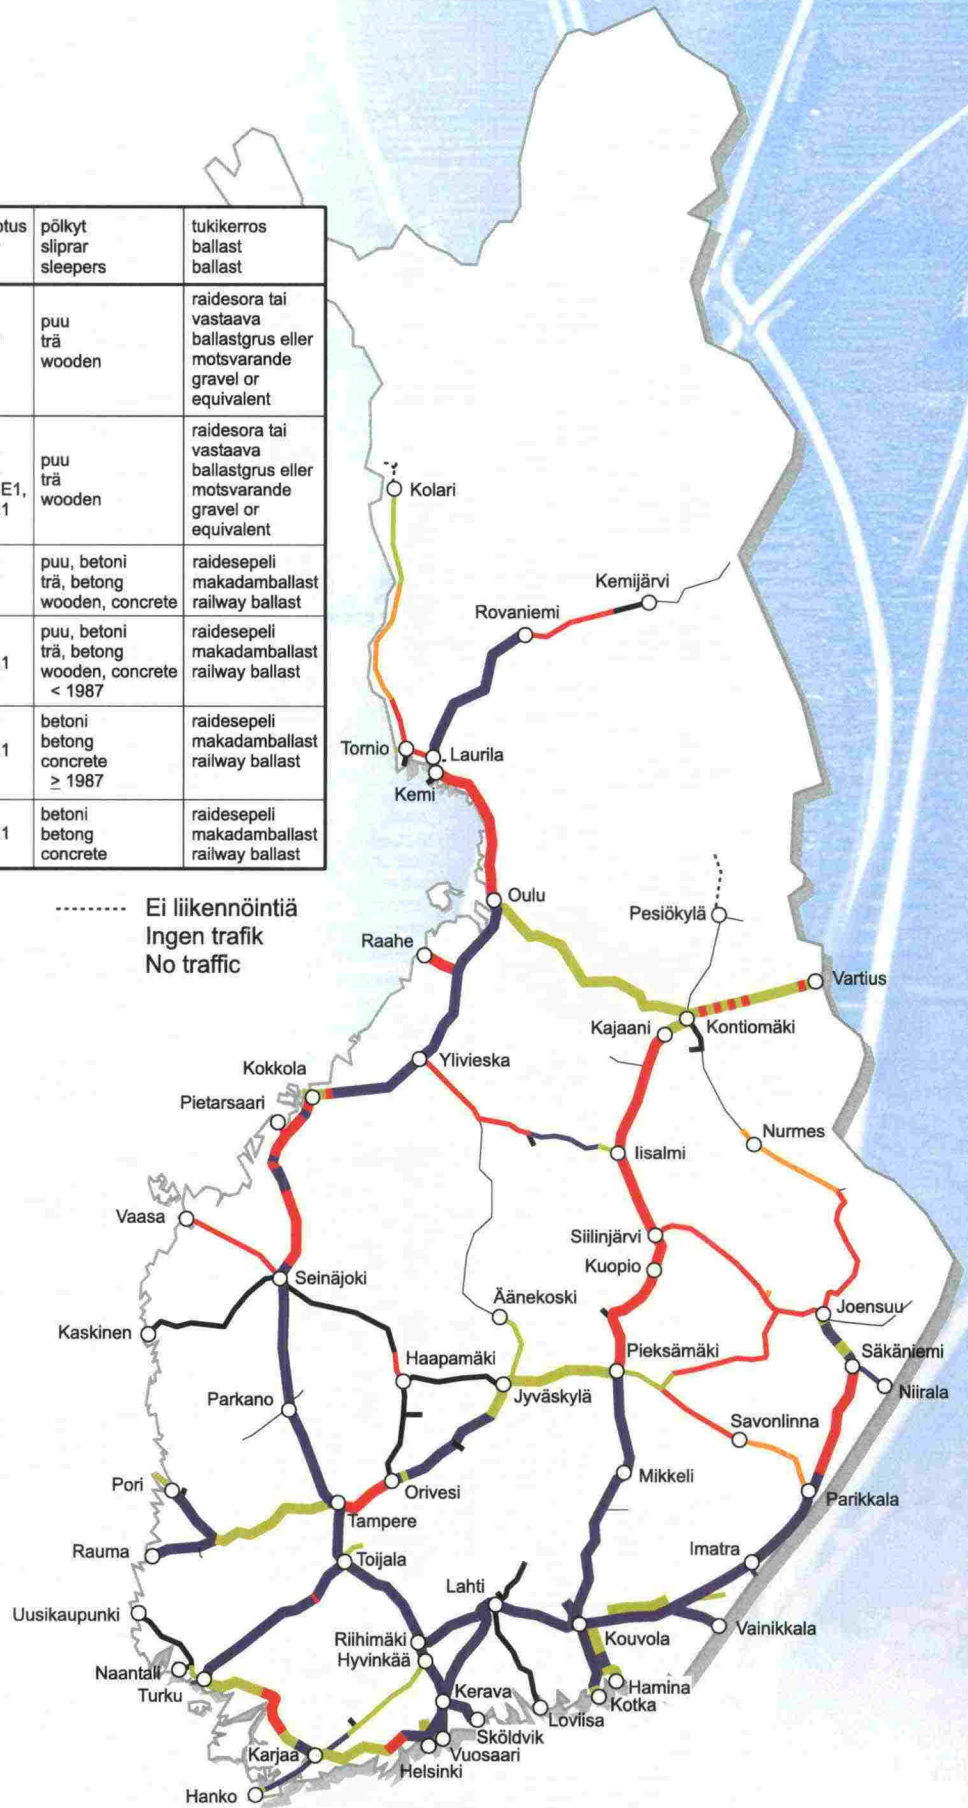 pölkyt
sliprar
sleepers
tukikerros
ballast
ballast
puu
trä
wooden
raidesora tai
vastaava
ballastgrus eller
motsvarande
gravel or
equivalent
E1,
1
puu
trä
wooden
raidesora tai
vastaava
ballastgrus eller
motsvarande
gravel or
equivalent
puu, betoni
trä, betong
wooden, concrete
raidesepeli
makadamballast
railway ballast
1
puu, betoni
trä, betong
wooden, concrete
< 1987
raidesepeli
makadamballast
railway ballast
1
betoni
betong
concrete
≥ 1987
raidesepeli
makadamballast
railway ballast
1
betoni
betong
concrete
raidesepeli
makadamballast
railway ballast
Ei liikennöintiä
Ingen trafik
No traffic
Kolari
Kemijärvi
Rovaniemi
Tornio
Laurila
Kemi
Oulu
Pesiökylä
Raahe
Vartius
Kajaani
Kontiomäki
Ylivieska
Kokkola
Pietarsaari
Nurmes
Iisalmi
Vaasa
Siilinjärvi
Kuopio
Seinäjoki
Äänekoski
Joensuu
Kaskinen
Haapamäki
Pieksämäki
Säkäniemi
Jyväskylä
Niirala
Parkano
Savonlinna
Mikkeli
Pori
Orivesi
Parikkala
Tampere
Rauma
Toijala
Imatra
Lahti
Uusikaupunki
Riihimäki
Kouvola
Vainikkala
Hyvinkää
Naantali
Turku
Hamina
Kerava
Kotka
Loviisa
Sköldvik
Karjaa
Vuosaari
Helsinki
Hanko